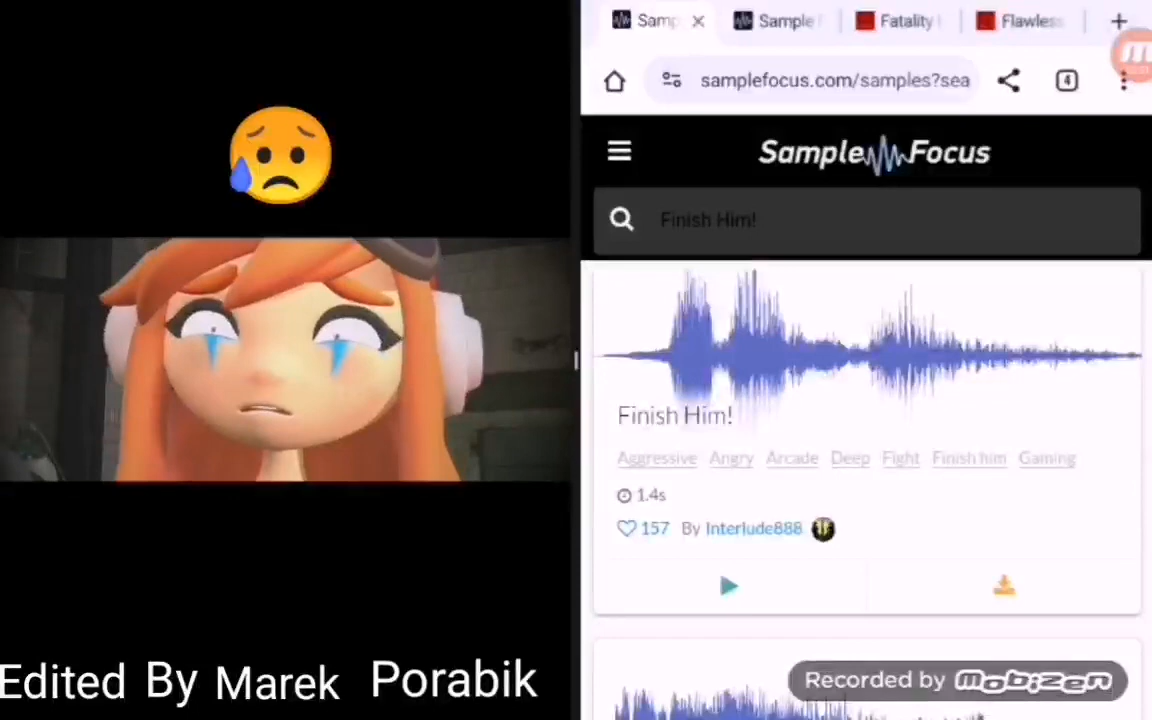 Samp
Sample
Fatality
Flawless
samplefocus.com/samples?sea
4
Sample Focus
Finish Him!
Finish Him!
Aggressive Angry Arcade Deep Fight Finish him Gaming
1.4s
157 By Interlude888
Edited By Marek Porabik
Recorded by mobizen